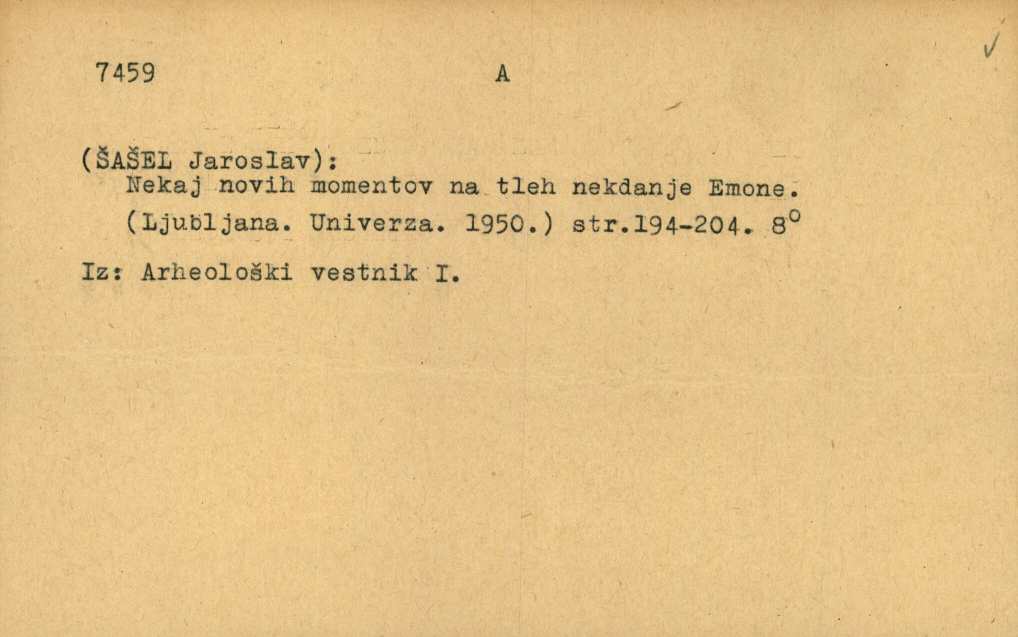 7459 A
(ŠAŠEL Jaroslav):
Nekaj novih momentov na tleh nekdanje Emone.
(Ljubljana. Univerza. 1950.) str.194-204. 8⁰
Iz: Arheološki vestnik I.